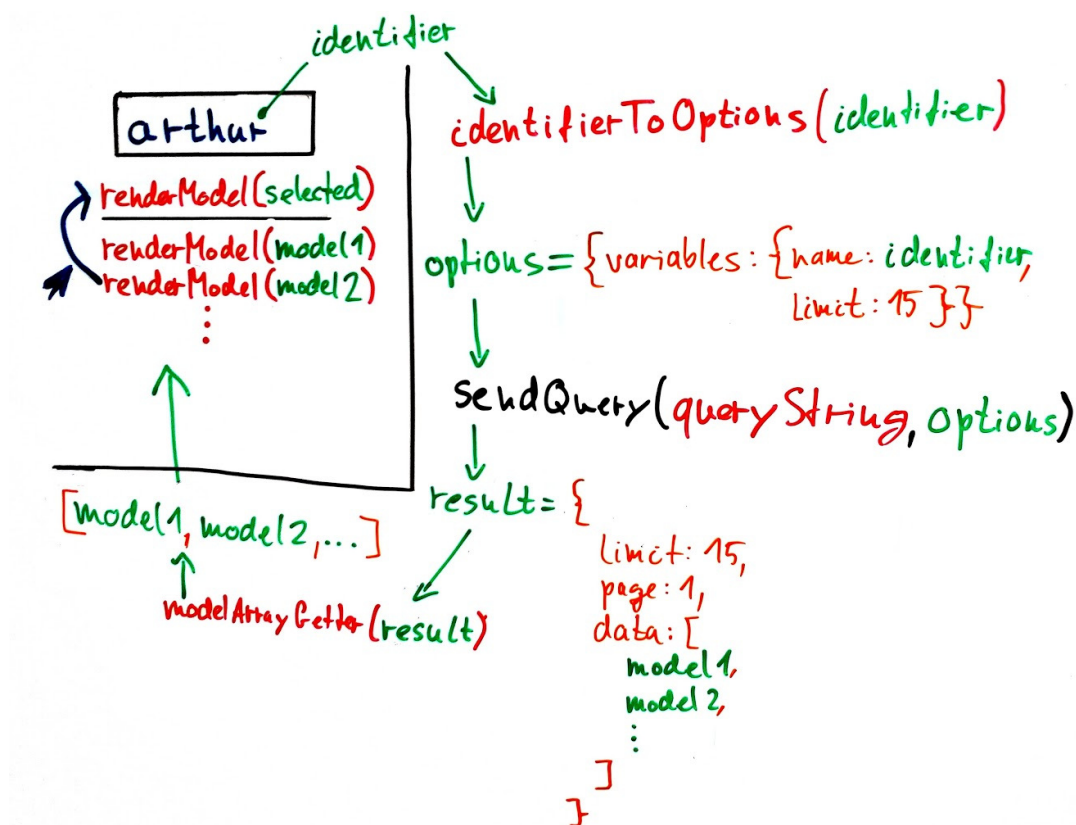 identifier
arthur
renderModel(selected)
renderModel(model1)
renderModel(model2)
⋮
[model1, model2, ...]
modelArrayGetter(result)
identifierToOptions(identifier)
options = {variables: {name: identifier,
limit: 15 }}
sendQuery(queryString, options)
result = {
limit: 15,
page: 1,
data: [
model1,
model2,
⋮
]
}